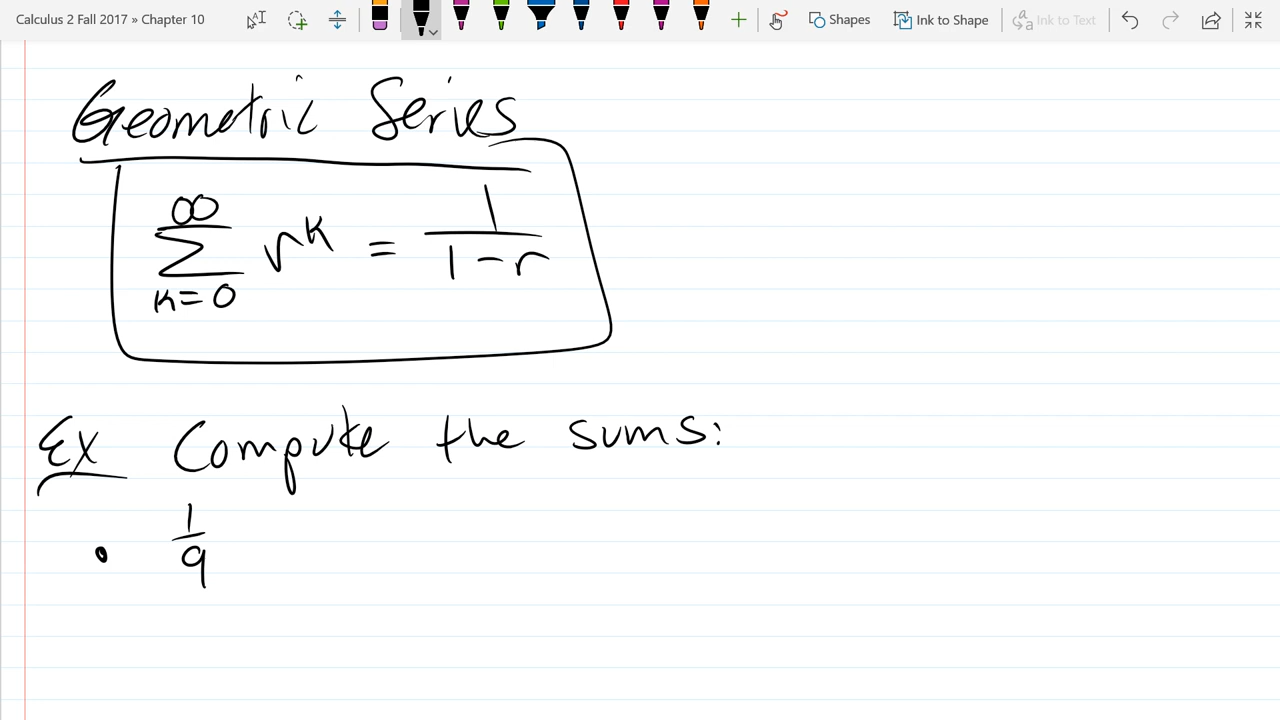 Calculus 2 Fall 2017 » Chapter 10 Shapes Ink to Shape Ink to Text
Geometric Series
∞
∑ r^k = 1/(1-r)
k=0
Ex Compute the sums:
• 1/9